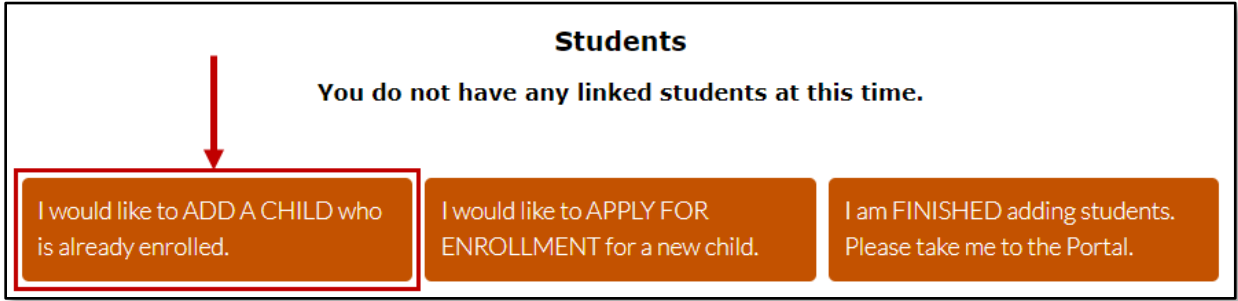 Students
You do not have any linked students at this time.
I would like to ADD A CHILD who
is already enrolled.
I would like to APPLY FOR
ENROLLMENT for a new child.
I am FINISHED adding students.
Please take me to the Portal.